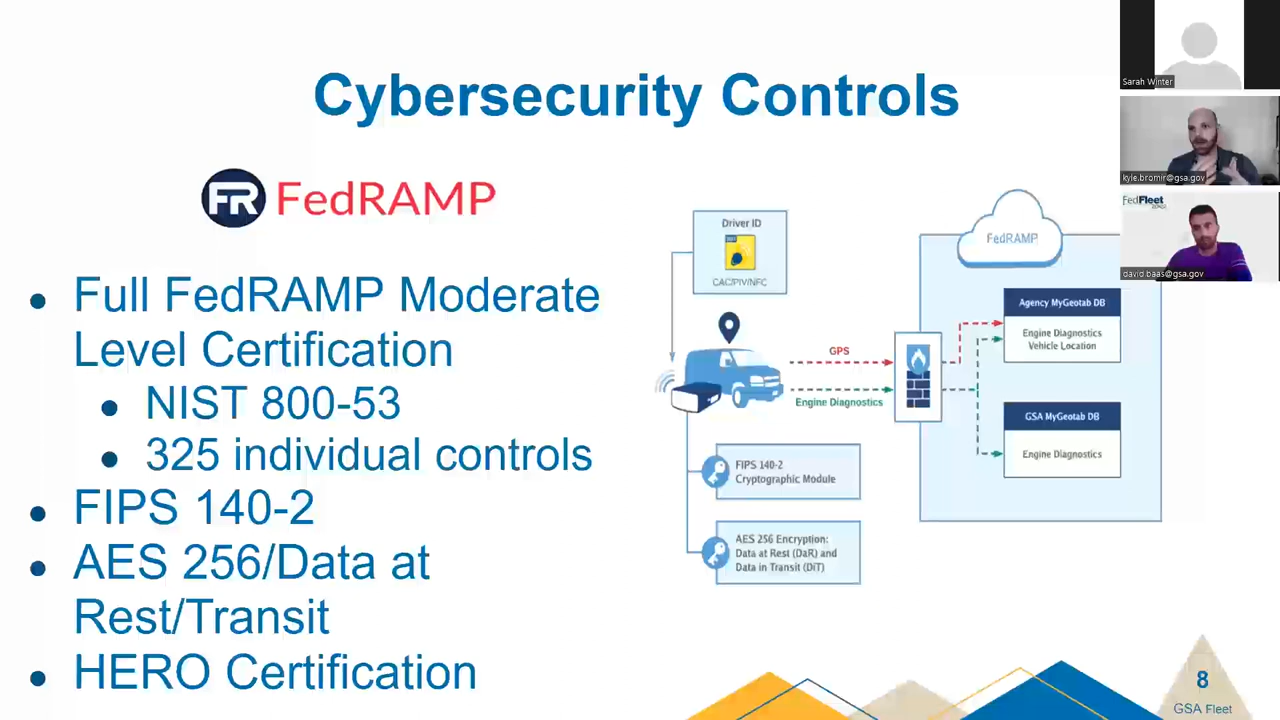 Cybersecurity Controls
FR FedRAMP
• Full FedRAMP Moderate
Level Certification
• NIST 800-53
• 325 individual controls
• FIPS 140-2
• AES 256/Data at
Rest/Transit
• HERO Certification
Driver ID
CAC/PIV/NFC
GPS
Engine Diagnostics
FIPS 140-2
Cryptographic Module
AES 256 Encryption:
Data at Rest (DaR) and
Data in Transit (DiT)
FedRAMP
Agency MyGeotab DB
Engine Diagnostics
Vehicle Location
GSA MyGeotab DB
Engine Diagnostics
Sarah Winter
kyle.bromir@gsa.gov
FedFleet
david.baas@gsa.gov
8
GSA Fleet